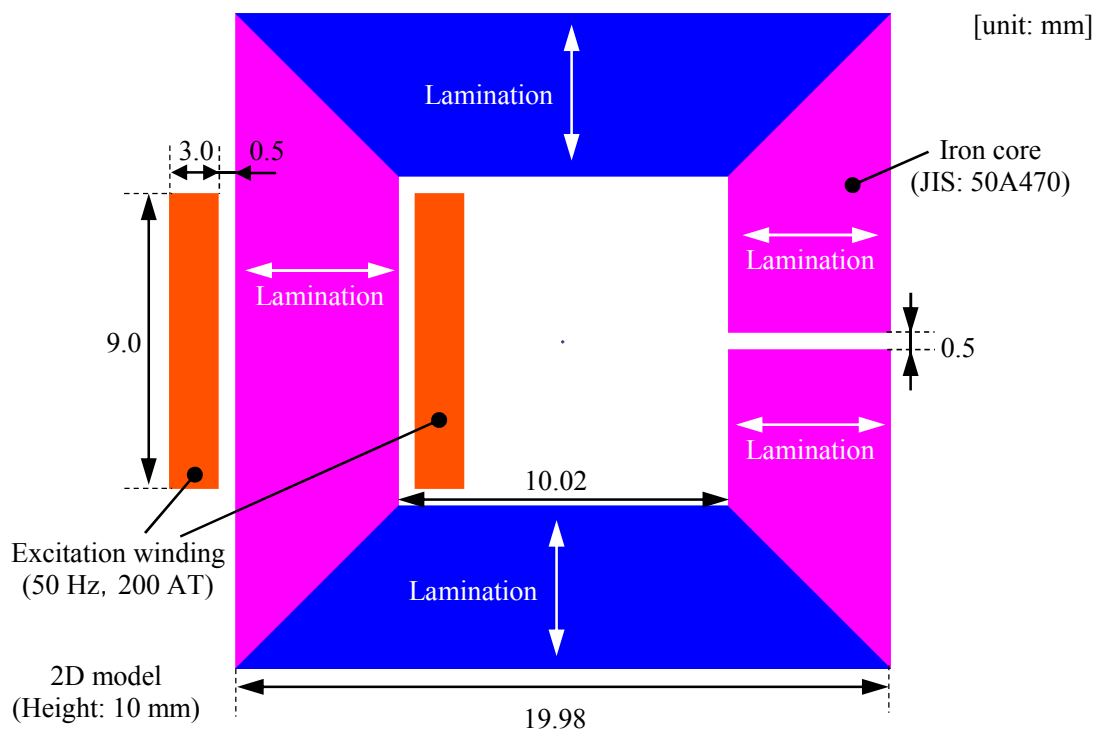 [unit: mm]
Lamination
3.0
0.5
Iron core
(JIS: 50A470)
Lamination
Lamination
9.0
0.5
Lamination
10.02
Excitation winding
(50 Hz, 200 AT)
Lamination
2D model
(Height: 10 mm)
19.98